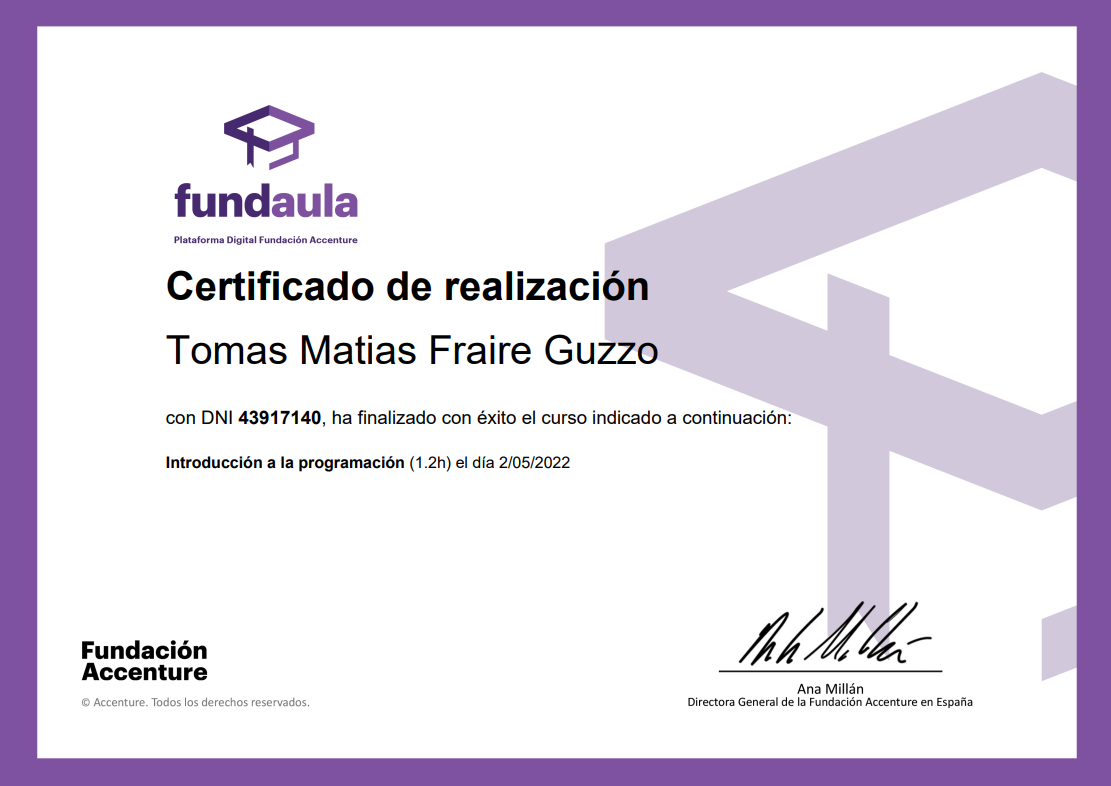 fundaula
Plataforma Digital Fundación Accenture
Certificado de realización
Tomas Matias Fraire Guzzo
con DNI 43917140, ha finalizado con éxito el curso indicado a continuación:
Introducción a la programación (1.2h) el día 2/05/2022
Fundación
Accenture
© Accenture. Todos los derechos reservados.
Ana Millán
Directora General de la Fundación Accenture en España